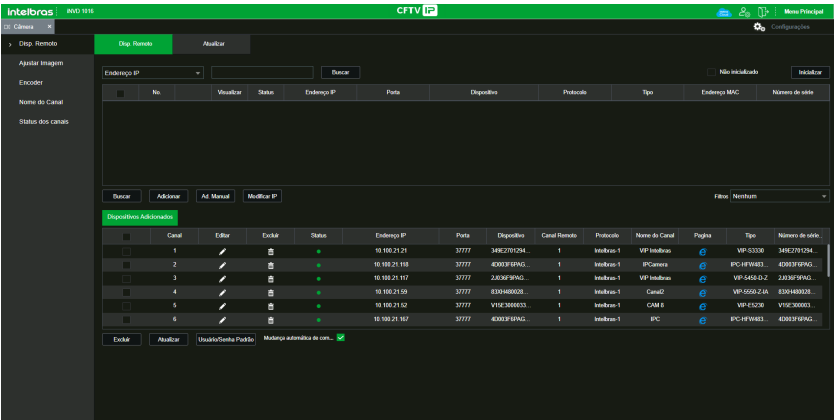 intelbras INVD 1016 CFTV IP Menu Principal
Câmera × Configurações
> Disp. Remoto Disp. Remoto Atualizar
Ajustar Imagem
Encoder
Nome do Canal
Status dos canais
Endereço IP Buscar Não inicializado Inicializar
No. Visualizar Status Endereço IP Porta Dispositivo Protocolo Tipo Endereço MAC Número de série
Buscar Adicionar Ad. Manual Modificar IP Filtros Nenhum
Dispositivos Adicionados
Canal Editar Excluir Status Endereço IP Porta Dispositivo Canal Remoto Protocolo Nome do Canal Pagina Tipo Número de série...
1 10.100.21.21 37777 349E2701294... 1 Intelbras-1 VIP Intelbras VIP-S3330 349E2701294...
2 10.100.21.118 37777 4D003F6PAG... 1 Intelbras-1 IPCamera IPC-HFW483... 4D003F6PAG...
3 10.100.21.117 37777 2J036F9PAG... 1 Intelbras-1 VIP Intelbras VIP-5450-D-Z 2J036F9PAG...
4 10.100.21.59 37777 83XH480028... 1 Intelbras-1 Canal2 VIP-5550-Z-IA 83XH480028...
5 10.100.21.52 37777 V15E3000033... 1 Intelbras-1 CAM 8 VIP-E5230 V15E300003...
6 10.100.21.167 37777 4D003F6PAG... 1 Intelbras-1 IPC IPC-HFW483... 4D003F6PAG...
Excluir Atualizar Usuário/Senha Padrão Mudança automática de com...